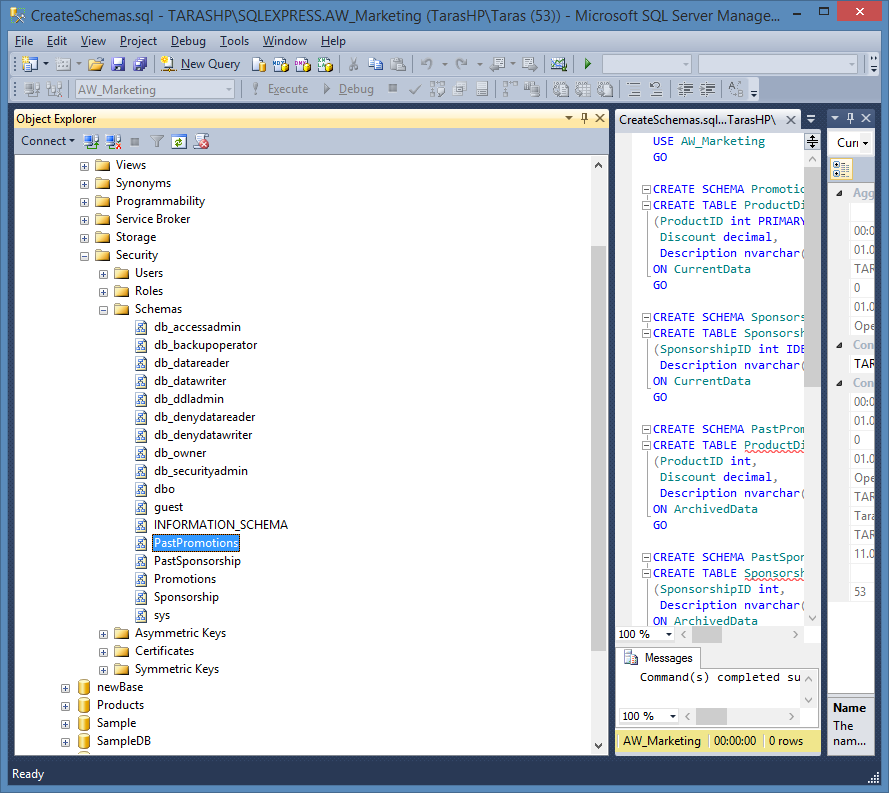 CreateSchemas.sql - TARASHP\SQLEXPRESS.AW_Marketing (TarasHP\Taras (53)) - Microsoft SQL Server Manage...
File Edit View Project Debug Tools Window Help
New Query
AW_Marketing Execute Debug
Object Explorer
Connect
Views
Synonyms
Programmability
Service Broker
Storage
Security
Users
Roles
Schemas
db_accessadmin
db_backupoperator
db_datareader
db_datawriter
db_ddladmin
db_denydatareader
db_denydatawriter
db_owner
db_securityadmin
dbo
guest
INFORMATION_SCHEMA
PastPromotions
PastSponsorship
Promotions
Sponsorship
sys
Asymmetric Keys
Certificates
Symmetric Keys
newBase
Products
Sample
SampleDB
CreateSchemas.sql...TarasHP\
USE AW_Marketing
GO
CREATE SCHEMA Promotio
CREATE TABLE ProductDi
(ProductID int PRIMARY
Discount decimal,
Description nvarchar(
ON CurrentData
GO
CREATE SCHEMA Sponsors
CREATE TABLE Sponsorsh
(SponsorshipID int IDE
Description nvarchar(
ON CurrentData
GO
CREATE SCHEMA PastProm
CREATE TABLE ProductDi
(ProductID int,
Discount decimal,
Description nvarchar(
ON ArchivedData
GO
CREATE SCHEMA PastSpon
CREATE TABLE Sponsorsh
(SponsorshipID int,
Description nvarchar(
ON ArchivedData
100 %
Messages
Command(s) completed su
100 %
AW_Marketing 00:00:00 0 rows
Curr
Agg
00:0
01.0
TAR
0
01.0
Ope
Con
TAR
Con
00:0
01.0
0
01.0
Ope
TAR
Tara
TAR
11.0
53
Name
The
nam...
Ready